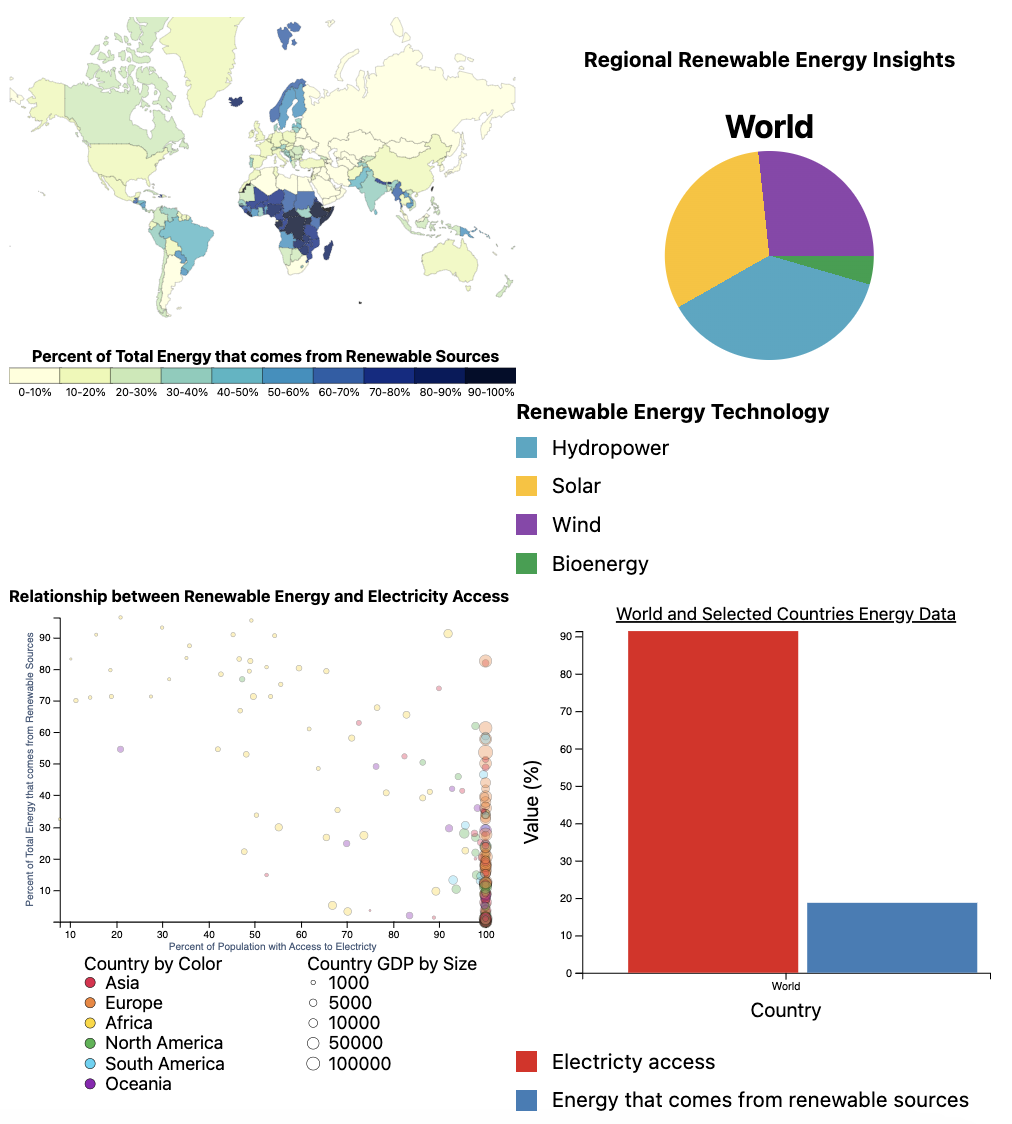 Regional Renewable Energy Insights
World
Percent of Total Energy that comes from Renewable Sources
0-10% 10-20% 20-30% 30-40% 40-50% 50-60% 60-70% 70-80% 80-90% 90-100%
Renewable Energy Technology
Hydropower
Solar
Wind
Bioenergy
Relationship between Renewable Energy and Electricity Access
Percent of Total Energy that comes from Renewable Sources
90
80
70
60
50
40
30
20
10
10 20 30 40 50 60 70 80 90 100
Percent of Population with Access to Electricty
Country by Color
Asia
Europe
Africa
North America
South America
Oceania
Country GDP by Size
1000
5000
10000
50000
100000
World and Selected Countries Energy Data
Value (%)
90
80
70
60
50
40
30
20
10
0
World
Country
Electricty access
Energy that comes from renewable sources